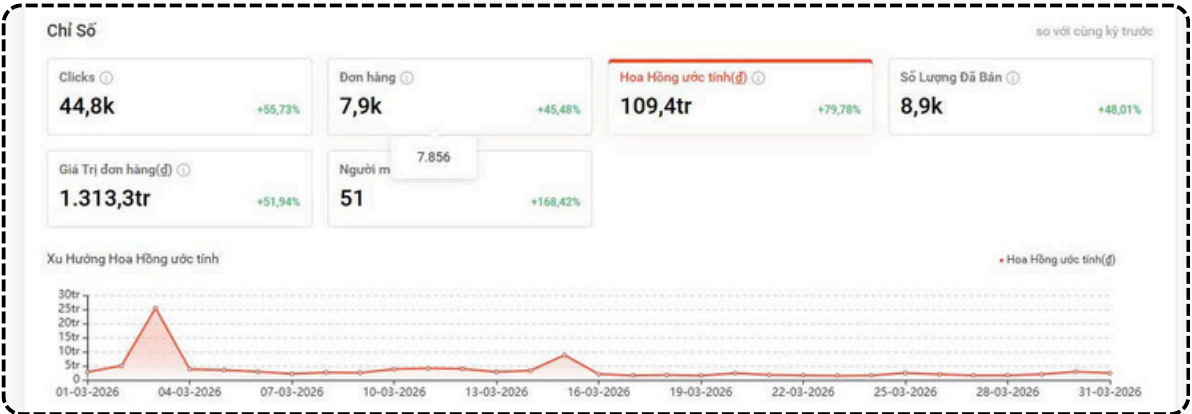 Chỉ Số
so với cùng kỳ trước
Clicks
44,8k
+55,73%
Đơn hàng
7,9k
+45,48%
Hoa Hồng ước tính(₫)
109,4tr
+79,78%
Số Lượng Đã Bán
8,9k
+48,01%
7.856
Giá Trị đơn hàng(₫)
1.313,3tr
+51,94%
Người m
51
+168,42%
Xu Hướng Hoa Hồng ước tính
Hoa Hồng ước tính(₫)
30tr
25tr
20tr
15tr
10tr
5tr
0
01-03-2026
04-03-2026
07-03-2026
10-03-2026
13-03-2026
16-03-2026
19-03-2026
22-03-2026
25-03-2026
28-03-2026
31-03-2026